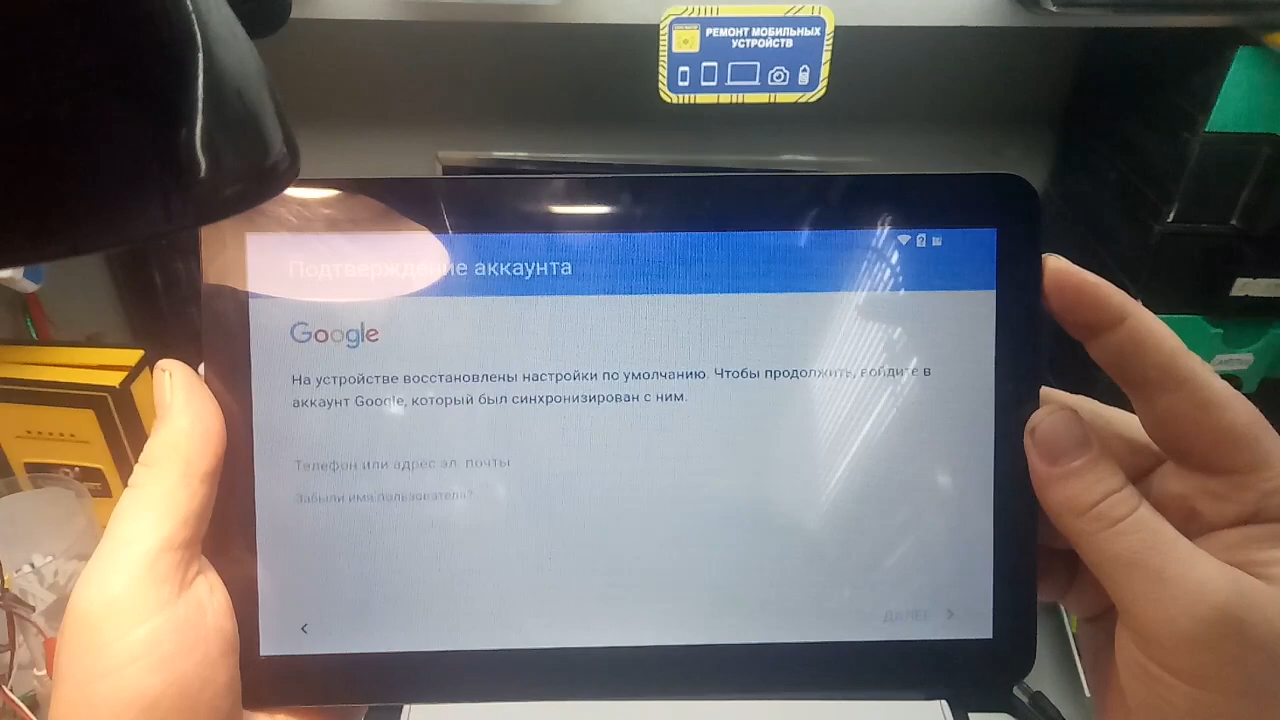 РЕМОНТ МОБИЛЬНЫХ
УСТРОЙСТВ
Подтверждение аккаунта
Google
На устройстве восстановлены настройки по умолчанию. Чтобы продолжить, войдите в
аккаунт Google, который был синхронизирован с ним.
Телефон или адрес эл. почты
Забыли имя пользователя?
ДАЛЕЕ